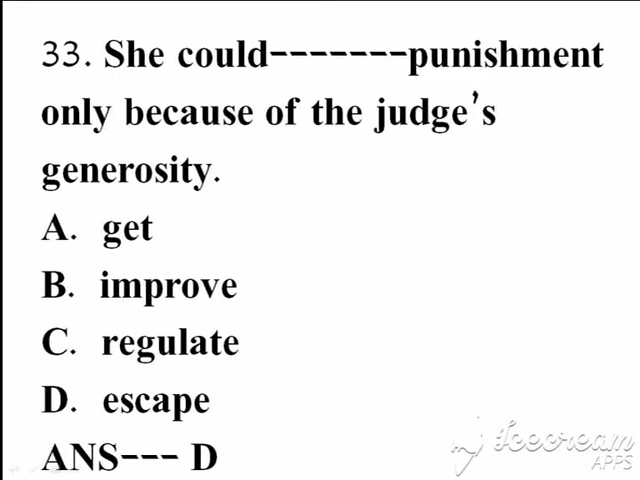 33. She could-------punishment
only because of the judge's
generosity.
A. get
B. improve
C. regulate
D. escape
ANS--- D
Icecream
APPS